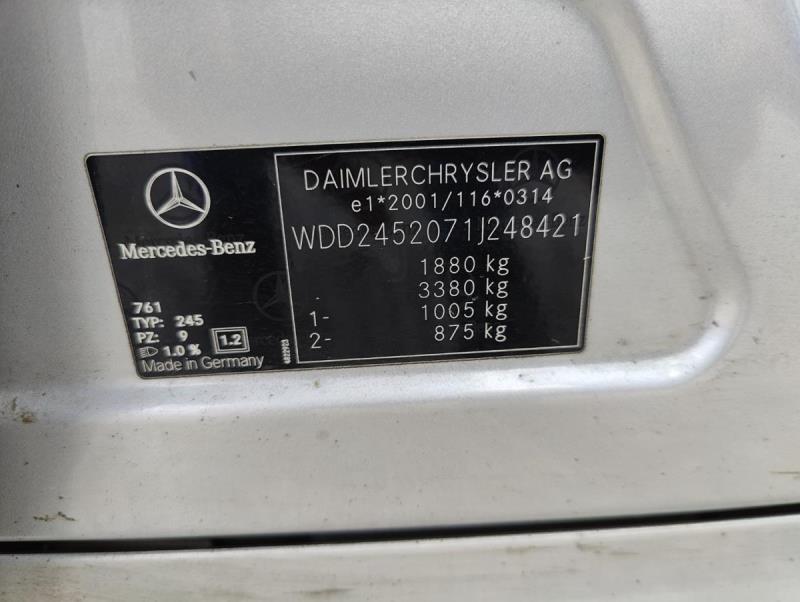 Mercedes-Benz
761
TYP: 245
PZ: 9
1.0 %
1.2
Made in Germany
DAIMLERCHRYSLER AG
e1*2001/116*0314
WDD2452071J248421
1880 kg
3380 kg
1- 1005 kg
2- 875 kg